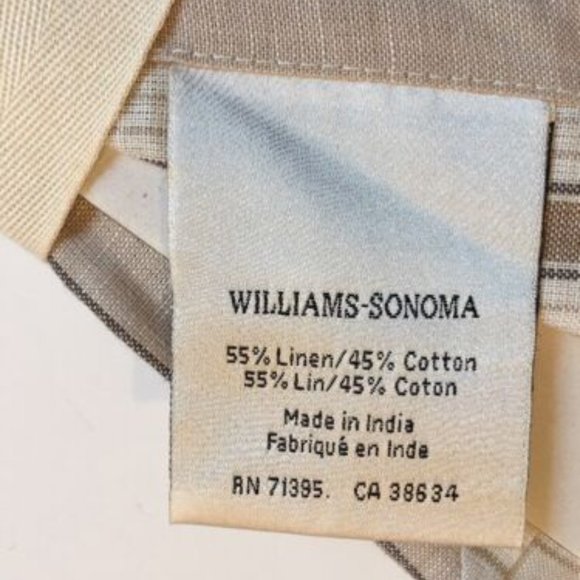 WILLIAMS-SONOMA
55% Linen/45% Cotton
55% Lin/45% Coton
Made in India
Fabriqué en Inde
RN 71395. CA 38634